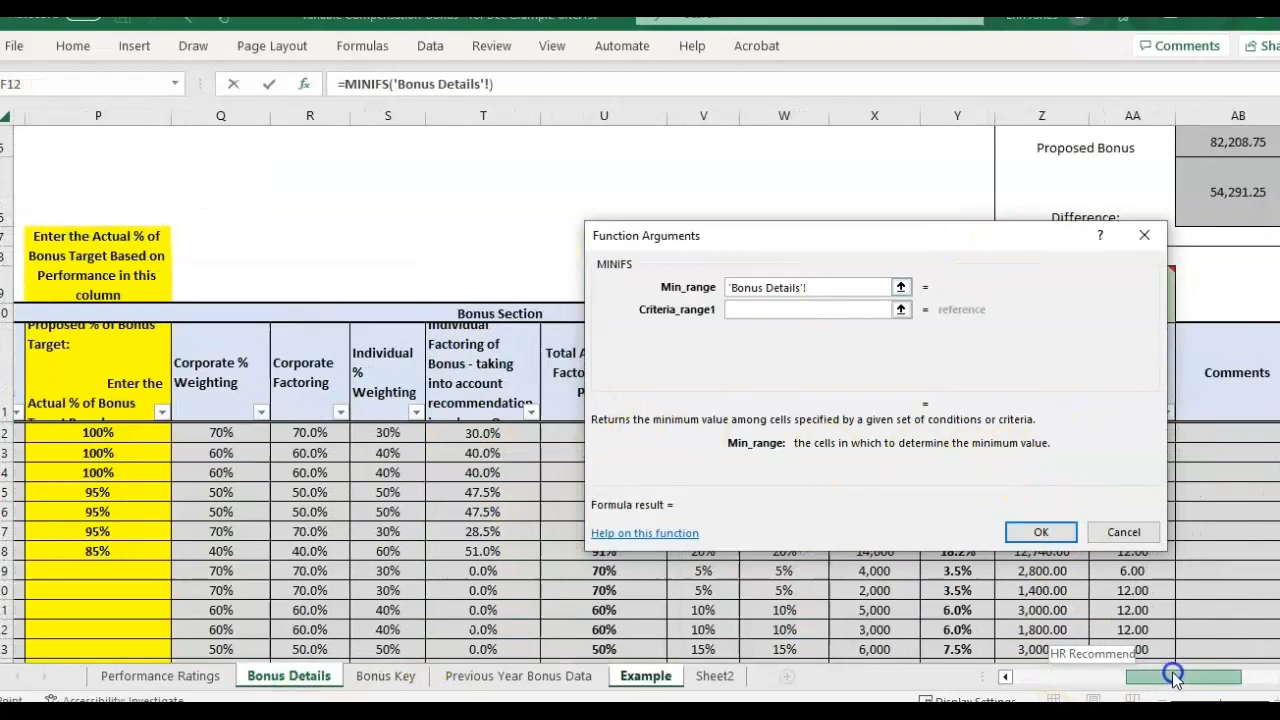 File Home Insert Draw Page Layout Formulas Data Review View Automate Help Acrobat Comments Sha
F12 =MINIFS('Bonus Details'!)
P Q R S T U V W X Y Z AA AB
Proposed Bonus 82,208.75
54,291.25
Difference:
Enter the Actual % of
Bonus Target Based on
Performance in this
column
Bonus Section
Proposed % of Bonus
Target:
Enter the
Actual % of Bonus
Corporate %
Weighting
Corporate
Factoring
Individual
%
Weighting
Individual
Factoring of
Bonus - taking
into account
recommendation
Total A
Facto
P
Comments
Function Arguments
? ×
MINIFS
Min_range 'Bonus Details'! =
Criteria_range1 = reference
=
Returns the minimum value among cells specified by a given set of conditions or criteria.
Min_range: the cells in which to determine the minimum value.
Formula result =
Help on this function
OK Cancel
2 100% 70% 70.0% 30% 30.0%
3 100% 60% 60.0% 40% 40.0%
4 100% 60% 60.0% 40% 40.0%
5 95% 50% 50.0% 50% 47.5%
6 95% 50% 50.0% 50% 47.5%
7 95% 70% 70.0% 30% 28.5%
8 85% 40% 40.0% 60% 51.0% 91% 20% 20% 14,000 18.2% 12,740.00 12.00
9 70% 70.0% 30% 0.0% 70% 5% 5% 4,000 3.5% 2,800.00 6.00
0 70% 70.0% 30% 0.0% 70% 5% 5% 2,000 3.5% 1,400.00 12.00
1 60% 60.0% 40% 0.0% 60% 10% 10% 5,000 6.0% 3,000.00 12.00
2 60% 60.0% 40% 0.0% 60% 10% 10% 3,000 6.0% 1,800.00 12.00
3 50% 50.0% 50% 0.0% 50% 15% 15% 6,000 7.5% 3,000
HR Recommend
Performance Ratings Bonus Details Bonus Key Previous Year Bonus Data Example Sheet2
Accessibility: Investigate Display Settings